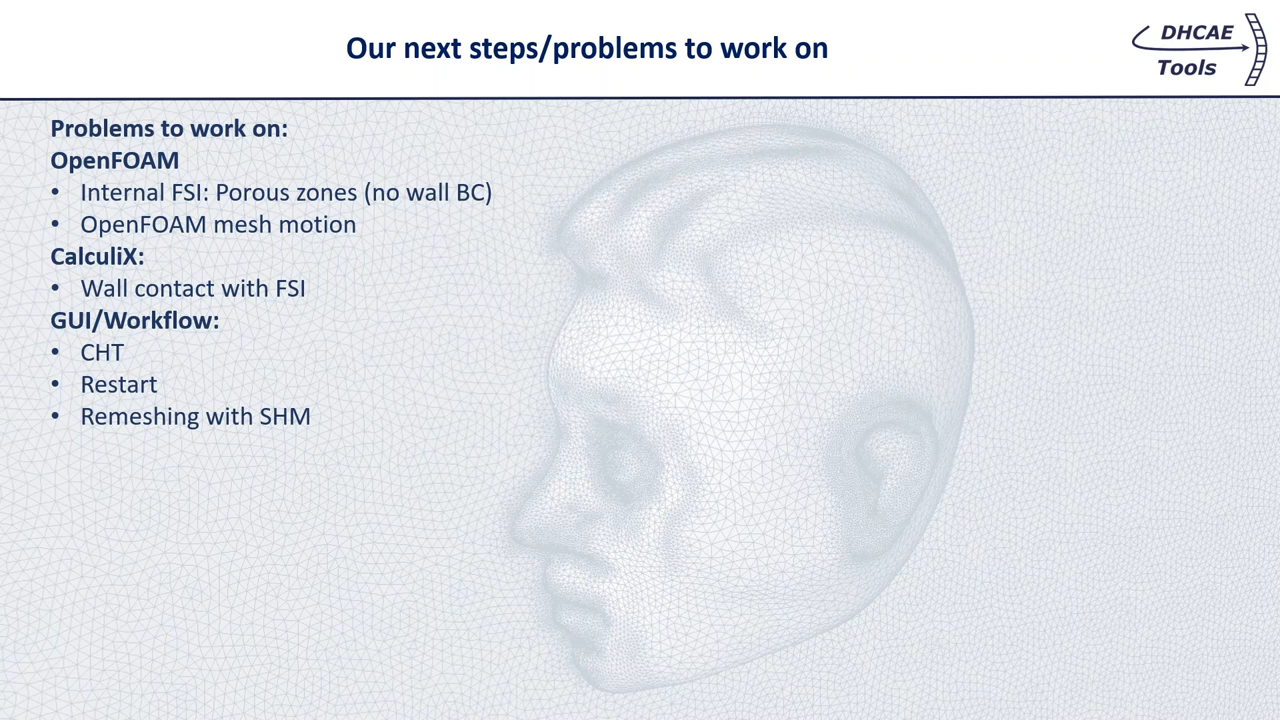 Our next steps/problems to work on
DHCAE
Tools
Problems to work on:
OpenFOAM
• Internal FSI: Porous zones (no wall BC)
• OpenFOAM mesh motion
CalculiX:
• Wall contact with FSI
GUI/Workflow:
• CHT
• Restart
• Remeshing with SHM